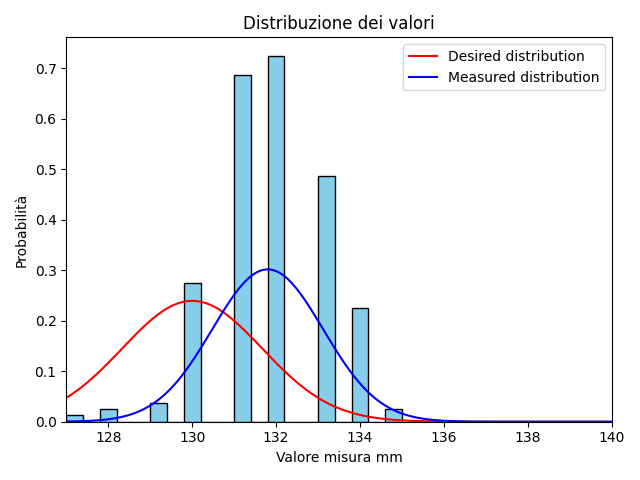 Distribuzione dei valori
Desired distribution
Measured distribution
Probabilità
0.7
0.6
0.5
0.4
0.3
0.2
0.1
0.0
128 130 132 134 136 138 140
Valore misura mm